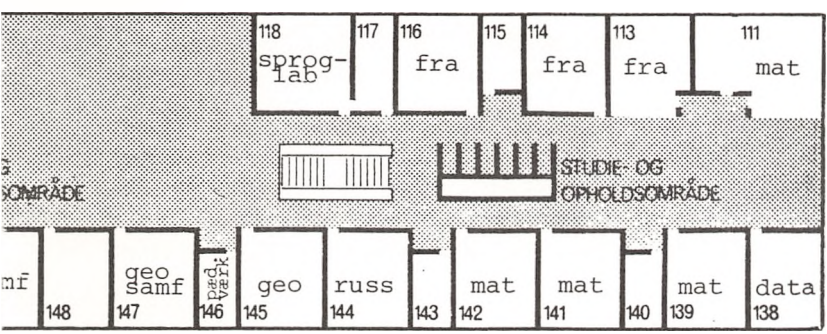 118 117 116 115 114 113 111
sprog-
lab
fra fra fra mat
STUDIE- OG
SOMRÅDE OPHOLDSOMRÅDE
mf geo
samf pæd.
værk geo russ mat mat mat data
148 147 146 145 144 143 142 141 140 139 138